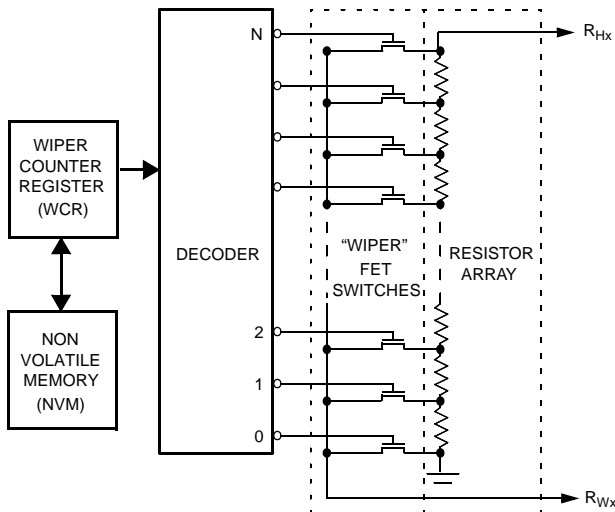 N
R_Hx
WIPER
COUNTER
REGISTER
(WCR)
DECODER
“WIPER”
FET
SWITCHES
RESISTOR
ARRAY
NON
VOLATILE
MEMORY
(NVM)
2
1
0
R_Wx